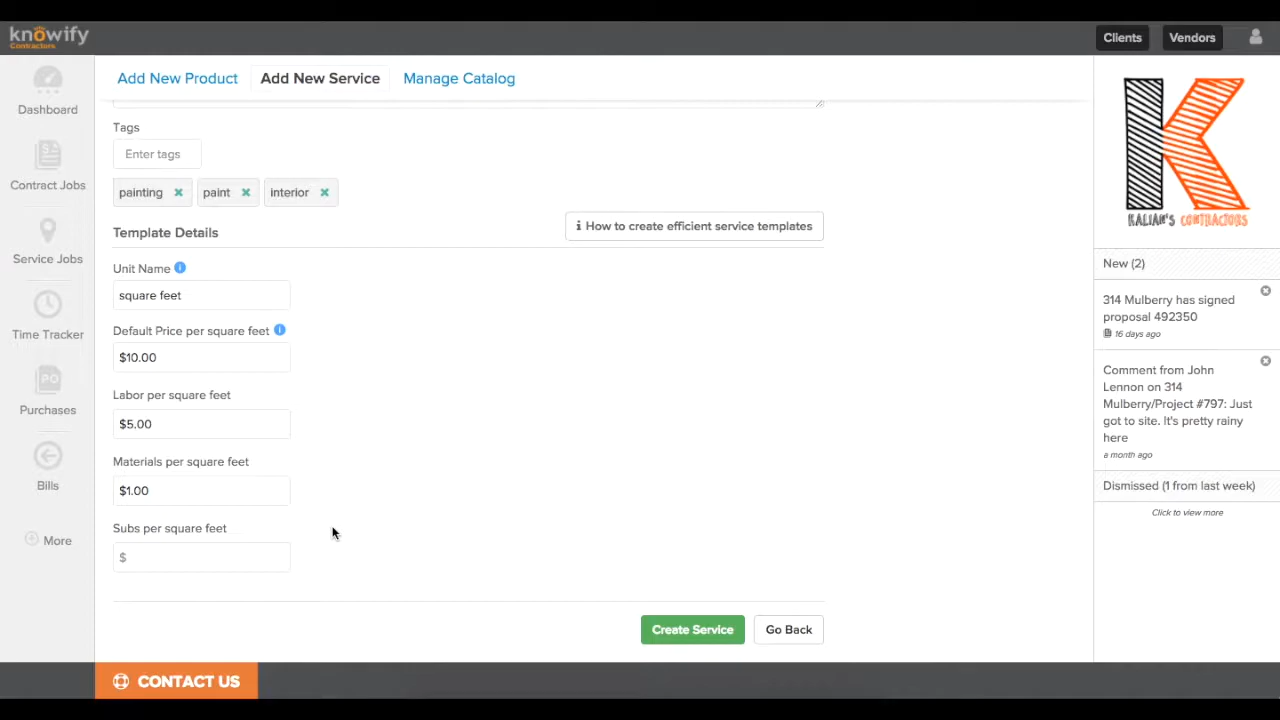 knowify
Contractors
Clients
Vendors
Dashboard
Contract Jobs
Service Jobs
Time Tracker
PO
Purchases
Bills
More
Add New Product
Add New Service
Manage Catalog
Tags
Enter tags
painting
paint
interior
Template Details
How to create efficient service templates
Unit Name
square feet
Default Price per square feet
$10.00
Labor per square feet
$5.00
Materials per square feet
$1.00
Subs per square feet
$
Create Service
Go Back
CONTACT US
K
KALIAN'S CONTRACTORS
New (2)
314 Mulberry has signed
proposal 492350
16 days ago
Comment from John
Lennon on 314
Mulberry/Project #797: Just
got to site. It's pretty rainy
here
a month ago
Dismissed (1 from last week)
Click to view more